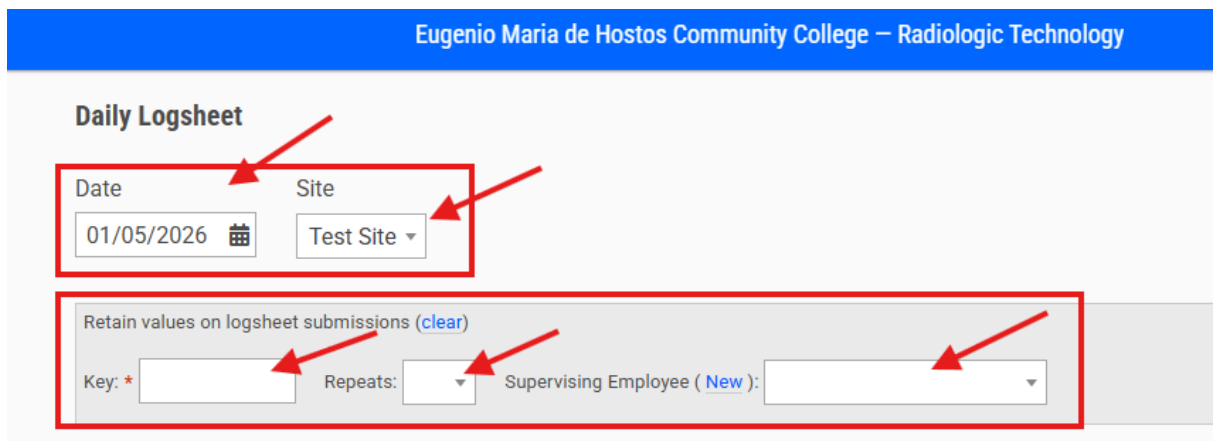 Eugenio Maria de Hostos Community College — Radiologic Technology
Daily Logsheet
Date Site
01/05/2026 Test Site
Retain values on logsheet submissions (clear)
Key: * Repeats: Supervising Employee ( New ):